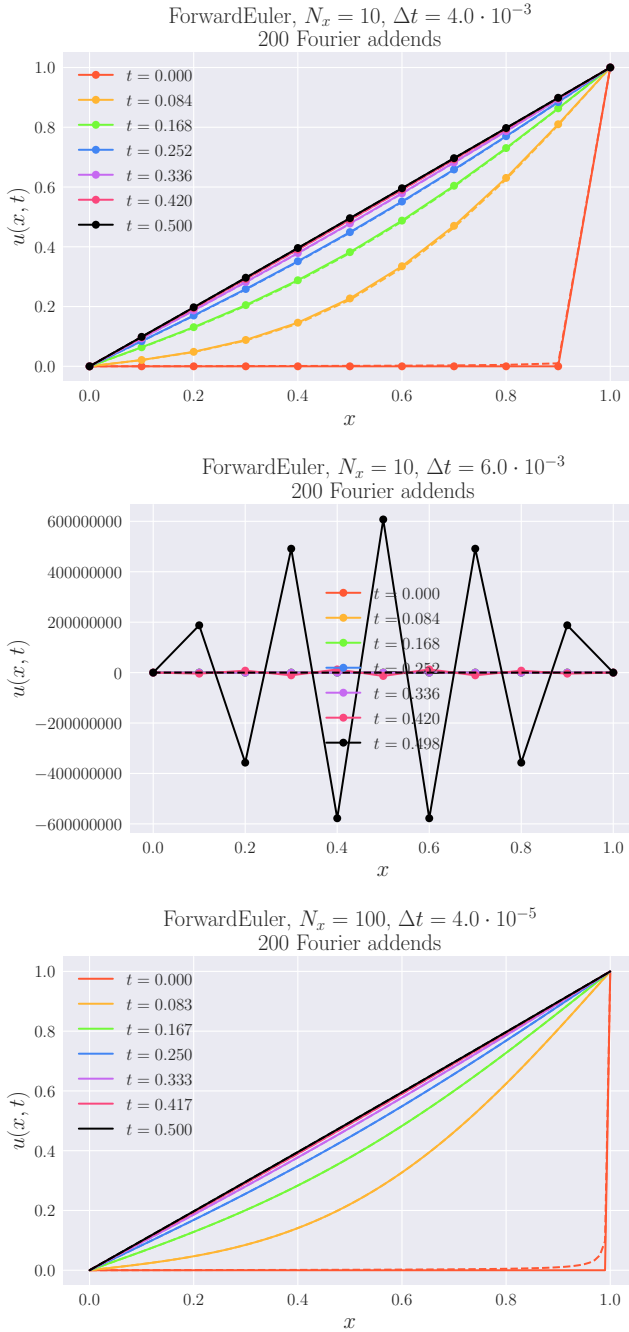 ForwardEuler, $N_x = 10$, $\Delta t = 4.0 \cdot 10^{-3}$
200 Fourier addends
1.0
0.8
0.6
0.4
0.2
0.0
u(x, t)
t = 0.000
t = 0.084
t = 0.168
t = 0.252
t = 0.336
t = 0.420
t = 0.500
0.0 0.2 0.4 0.6 0.8 1.0
x
ForwardEuler, $N_x = 10$, $\Delta t = 6.0 \cdot 10^{-3}$
200 Fourier addends
600000000
400000000
200000000
0
−200000000
−400000000
−600000000
u(x, t)
t = 0.000
t = 0.084
t = 0.168
t = 0.252
t = 0.336
t = 0.420
t = 0.498
0.0 0.2 0.4 0.6 0.8 1.0
x
ForwardEuler, $N_x = 100$, $\Delta t = 4.0 \cdot 10^{-5}$
200 Fourier addends
1.0
0.8
0.6
0.4
0.2
0.0
u(x, t)
t = 0.000
t = 0.083
t = 0.167
t = 0.250
t = 0.333
t = 0.417
t = 0.500
0.0 0.2 0.4 0.6 0.8 1.0
x